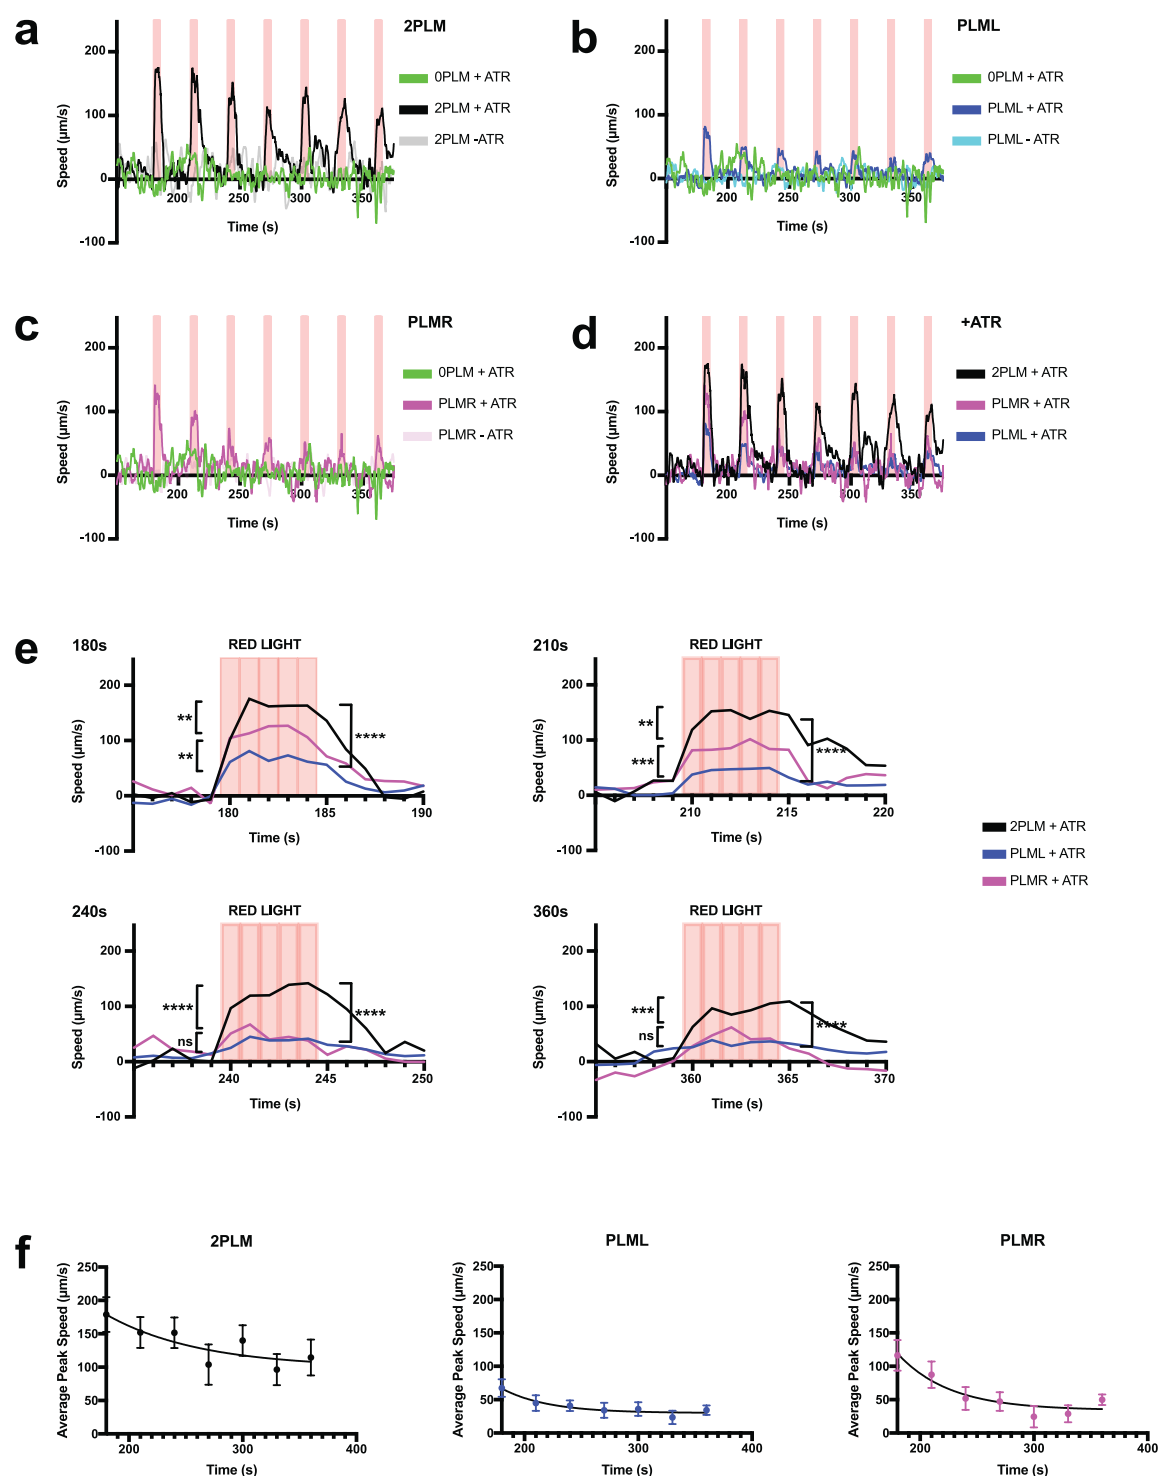 a
2PLM
200
100
0
-100
Speed (µm/s)
200
250
300
350
Time (s)
0PLM + ATR
2PLM + ATR
2PLM -ATR
b
PLML
200
100
0
-100
Speed (µm/s)
200
250
300
350
Time (s)
0PLM + ATR
PLML + ATR
PLML - ATR
c
PLMR
200
100
0
-100
Speed (µm/s)
200
250
300
350
Time (s)
0PLM + ATR
PLMR + ATR
PLMR - ATR
d
+ATR
200
100
0
-100
Speed (µm/s)
200
250
300
350
Time (s)
2PLM + ATR
PLMR + ATR
PLML + ATR
e
180s
RED LIGHT
200
100
0
-100
Speed (µm/s)
**
**
****
180
185
190
Time (s)
210s
RED LIGHT
200
100
0
-100
Speed (µm/s)
**
***
****
210
215
220
Time (s)
2PLM + ATR
PLML + ATR
PLMR + ATR
240s
RED LIGHT
200
100
0
-100
Speed (µm/s)
****
ns
****
240
245
250
Time (s)
360s
RED LIGHT
200
100
0
-100
Speed (µm/s)
***
ns
****
360
365
370
Time (s)
f
2PLM
250
200
150
100
50
0
Average Peak Speed (µm/s)
200
300
400
Time (s)
PLML
250
200
150
100
50
0
Average Peak Speed (µm/s)
200
300
400
Time (s)
PLMR
250
200
150
100
50
0
Average Peak Speed (µm/s)
200
300
400
Time (s)